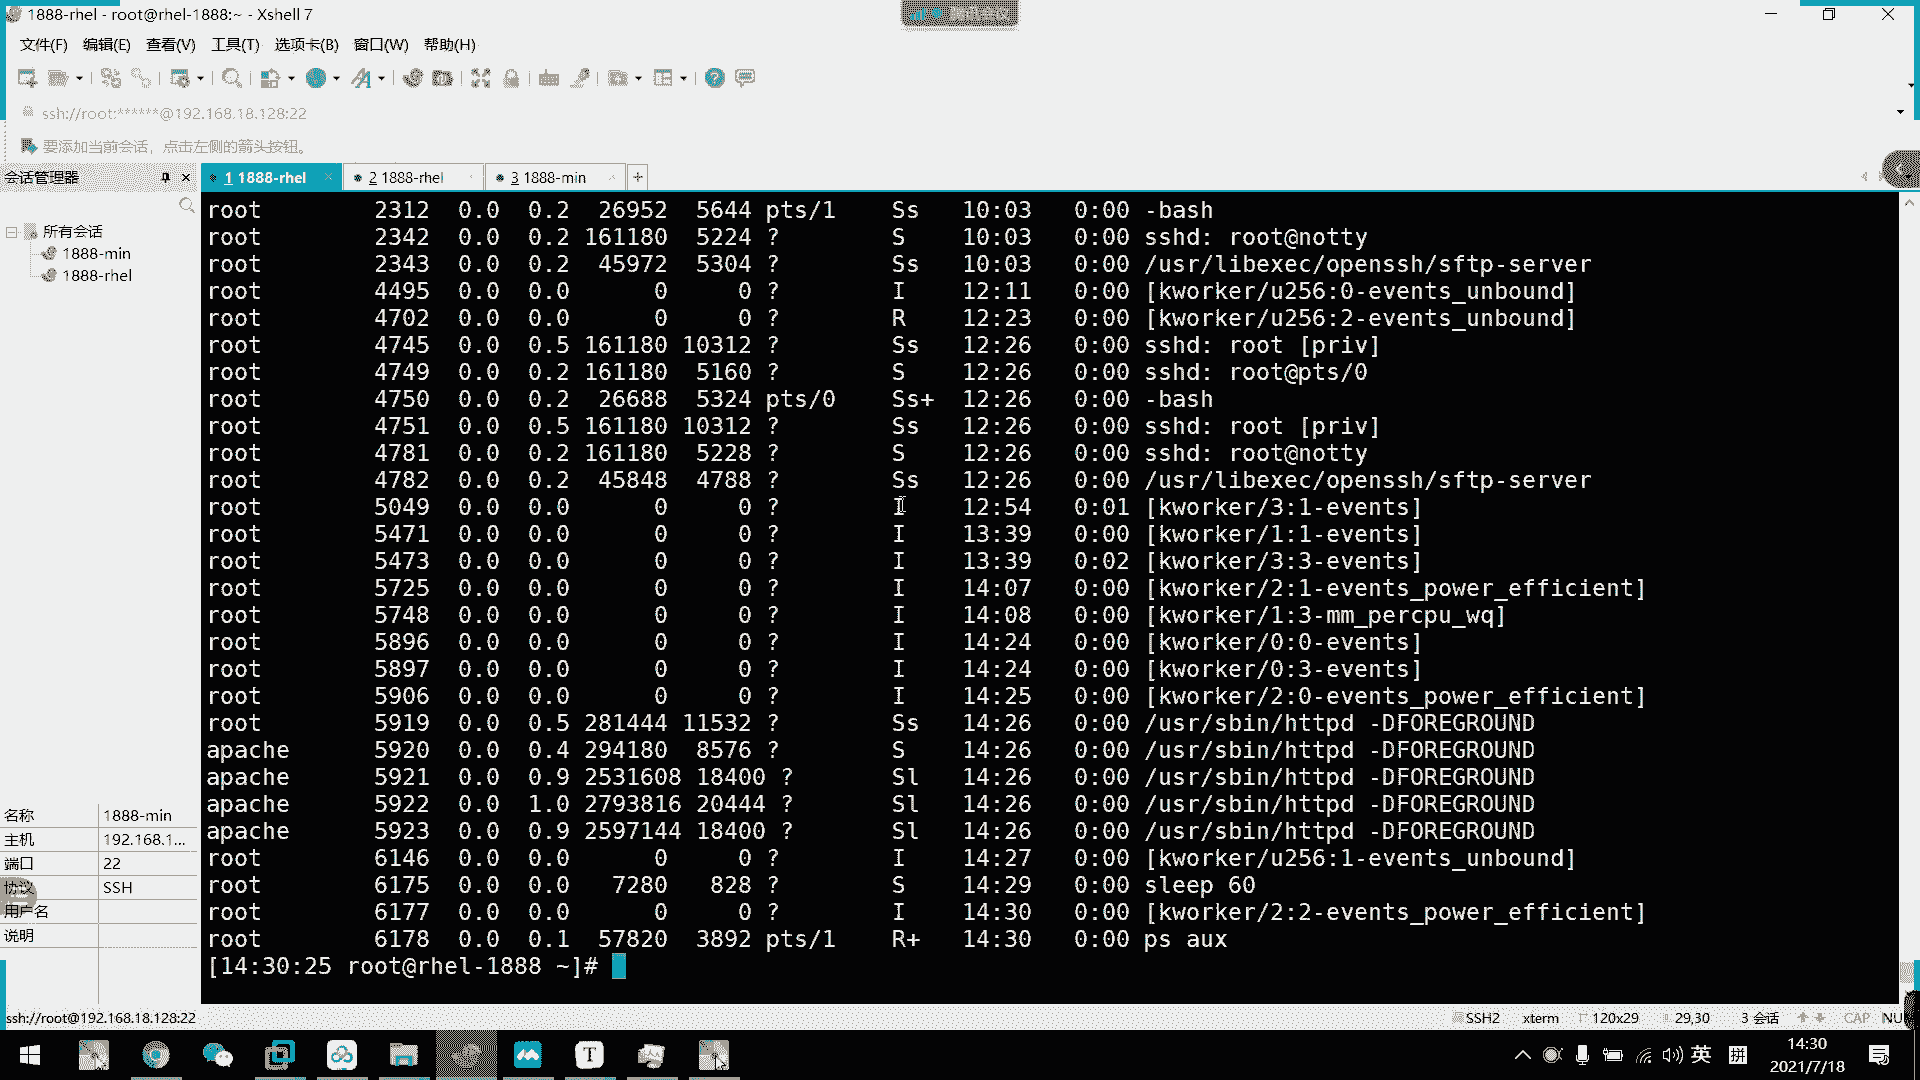 1888-rhel - root@rhel-1888:~ - Xshell 7
文件(F) 编辑(E) 查看(V) 工具(T) 选项卡(B) 窗口(W) 帮助(H)
ssh://root:******@192.168.18.128:22
要添加当前会话，点击左侧的箭头按钮。
会话管理器
1 1888-rhel
2 1888-rhel
3 1888-min
所有会话
1888-min
1888-rhel
root 2312 0.0 0.2 26952 5644 pts/1 Ss 10:03 0:00 -bash
root 2342 0.0 0.2 161180 5224 ? S 10:03 0:00 sshd: root@notty
root 2343 0.0 0.2 45972 5304 ? Ss 10:03 0:00 /usr/libexec/openssh/sftp-server
root 4495 0.0 0.0 0 0 ? I 12:11 0:00 [kworker/u256:0-events_unbound]
root 4702 0.0 0.0 0 0 ? R 12:23 0:00 [kworker/u256:2-events_unbound]
root 4745 0.0 0.5 161180 10312 ? Ss 12:26 0:00 sshd: root [priv]
root 4749 0.0 0.2 161180 5160 ? S 12:26 0:00 sshd: root@pts/0
root 4750 0.0 0.2 26688 5324 pts/0 Ss+ 12:26 0:00 -bash
root 4751 0.0 0.5 161180 10312 ? Ss 12:26 0:00 sshd: root [priv]
root 4781 0.0 0.2 161180 5228 ? S 12:26 0:00 sshd: root@notty
root 4782 0.0 0.2 45848 4788 ? Ss 12:26 0:00 /usr/libexec/openssh/sftp-server
root 5049 0.0 0.0 0 0 ? I 12:54 0:01 [kworker/3:1-events]
root 5471 0.0 0.0 0 0 ? I 13:39 0:00 [kworker/1:1-events]
root 5473 0.0 0.0 0 0 ? I 13:39 0:02 [kworker/3:3-events]
root 5725 0.0 0.0 0 0 ? I 14:07 0:00 [kworker/2:1-events_power_efficient]
root 5748 0.0 0.0 0 0 ? I 14:08 0:00 [kworker/1:3-mm_percpu_wq]
root 5896 0.0 0.0 0 0 ? I 14:24 0:00 [kworker/0:0-events]
root 5897 0.0 0.0 0 0 ? I 14:24 0:00 [kworker/0:3-events]
root 5906 0.0 0.0 0 0 ? I 14:25 0:00 [kworker/2:0-events_power_efficient]
root 5919 0.0 0.5 281444 11532 ? Ss 14:26 0:00 /usr/sbin/httpd -DFOREGROUND
apache 5920 0.0 0.4 294180 8576 ? S 14:26 0:00 /usr/sbin/httpd -DFOREGROUND
apache 5921 0.0 0.9 2531608 18400 ? Sl 14:26 0:00 /usr/sbin/httpd -DFOREGROUND
apache 5922 0.0 1.0 2793816 20444 ? Sl 14:26 0:00 /usr/sbin/httpd -DFOREGROUND
apache 5923 0.0 0.9 2597144 18400 ? Sl 14:26 0:00 /usr/sbin/httpd -DFOREGROUND
root 6146 0.0 0.0 0 0 ? I 14:27 0:00 [kworker/u256:1-events_unbound]
root 6175 0.0 0.0 7280 828 ? S 14:29 0:00 sleep 60
root 6177 0.0 0.0 0 0 ? I 14:30 0:00 [kworker/2:2-events_power_efficient]
root 6178 0.0 0.1 57820 3892 pts/1 R+ 14:30 0:00 ps aux
[14:30:25 root@rhel-1888 ~]#
名称 1888-min
主机 192.168.1...
端口 22
协议 SSH
用户名
说明
ssh://root@192.168.18.128:22 SSH2 xterm 120x29 29,30 3 会话 CAP NUM
英 拼
14:30
2021/7/18